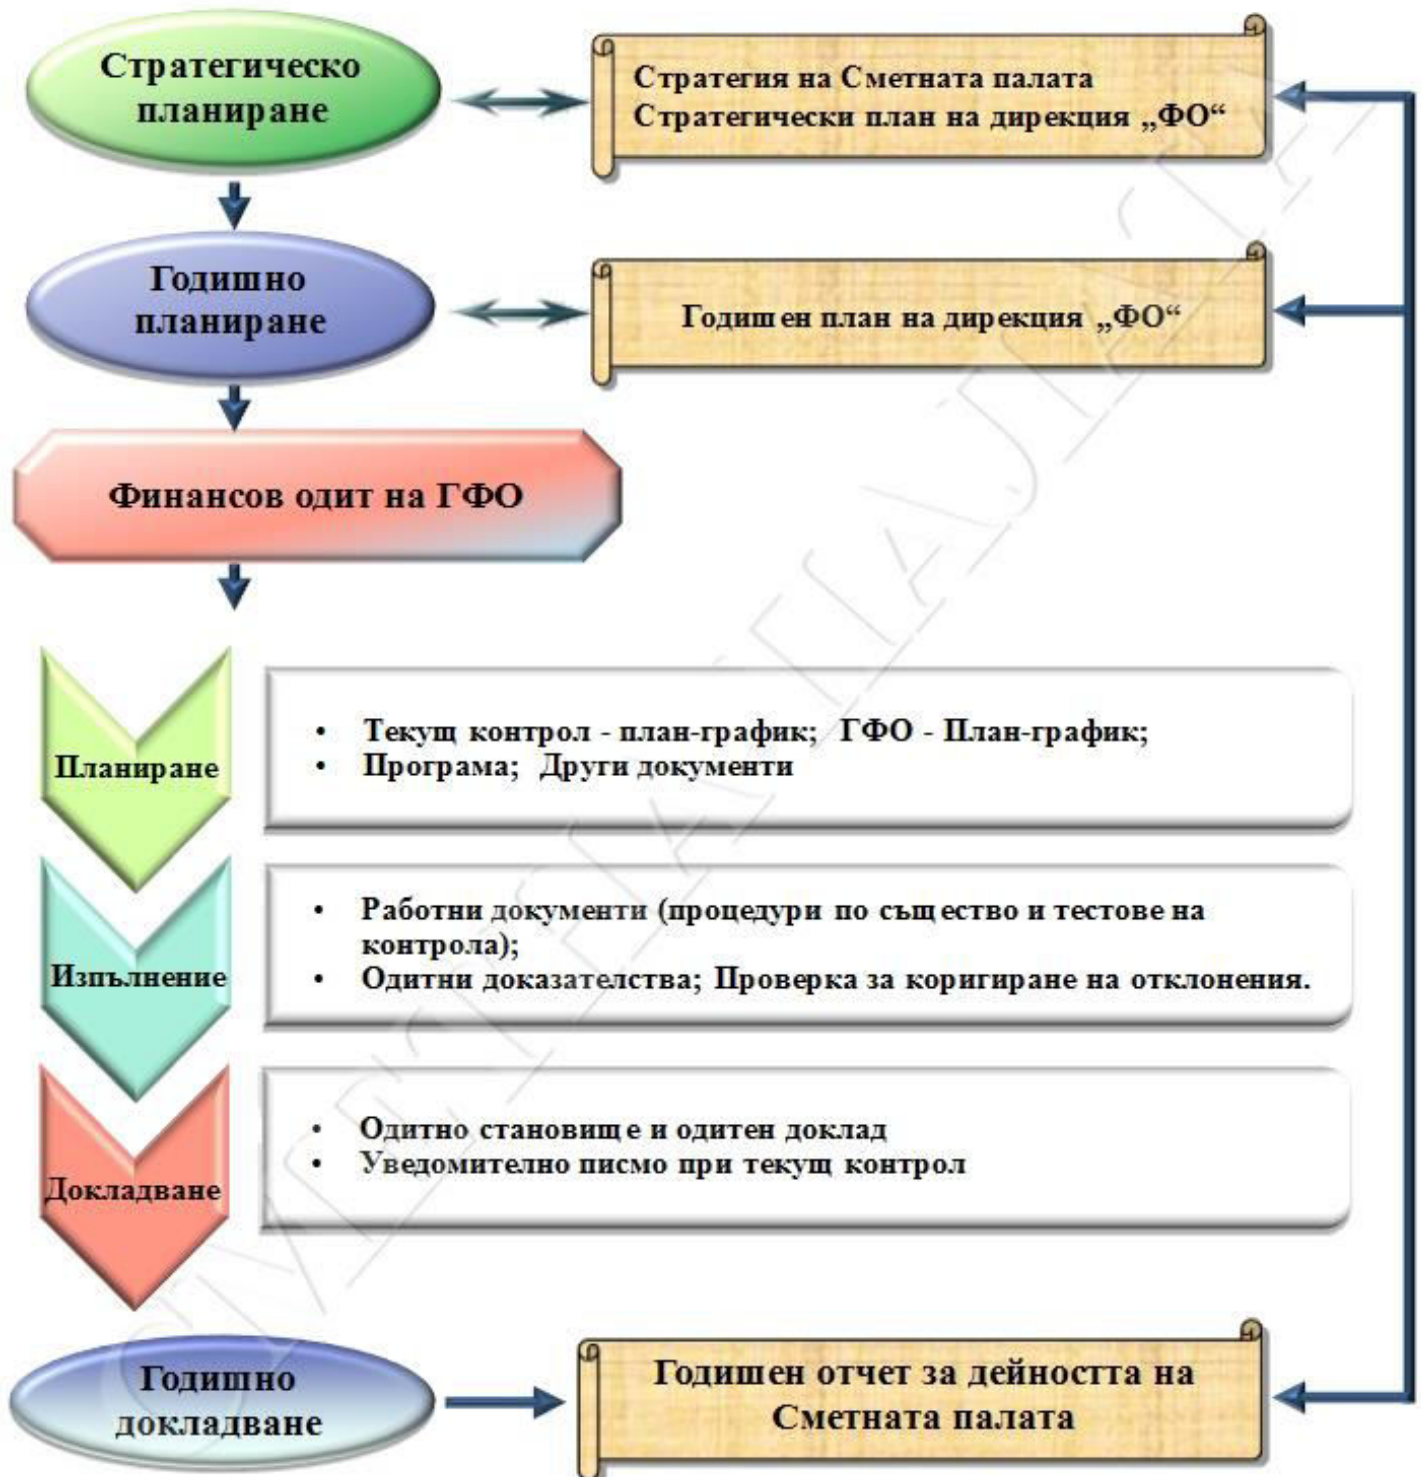 Стратегическо
планиране
Стратегия на Сметната палата
Стратегически план на дирекция „ФО“
Годишно
планиране
Годишен план на дирекция „ФО“
Финансов одит на ГФО
Планиране
• Текущ контрол - план-график; ГФО - План-график;
• Програма; Други документи
Изпълнение
• Работни документи (процедури по същество и тестове на
контрола);
• Одитни доказателства; Проверка за коригиране на отклонения.
Докладване
• Одитно становище и одитен доклад
• Уведомително писмо при текущ контрол
Годишно
докладване
Годишен отчет за дейността на
Сметната палата
СМЕТНА ПАЛАТА